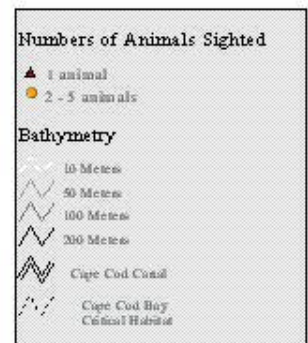 Numbers of Animals Sighted
1 animal
2 - 5 animals
Bathymetry
10 Meters
50 Meters
100 Meters
200 Meters
Cape Cod Canal
Cape Cod Bay
Critical Habitat